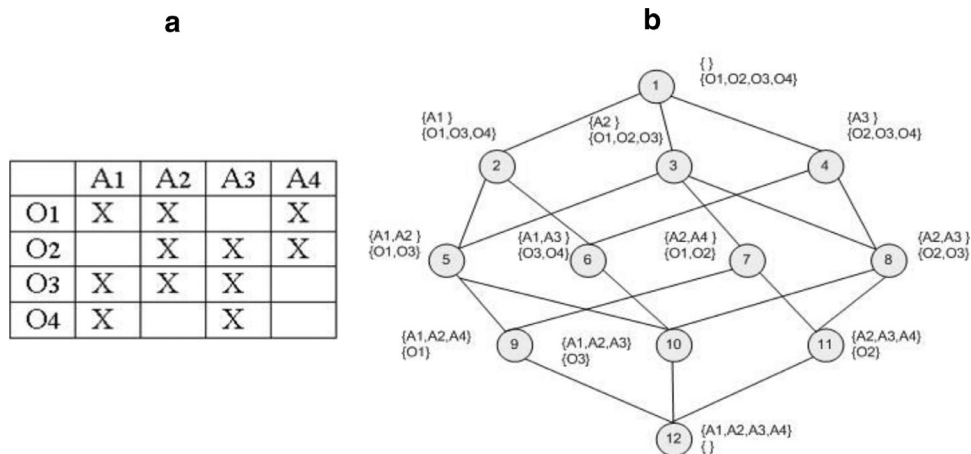 a
A1 A2 A3 A4
O1 X X X
O2 X X X
O3 X X X
O4 X X
b
{ }
{O1,O2,O3,O4}
1
{A1 }
{O1,O3,O4}
2
{A2 }
{O1,O2,O3}
3
{A3 }
{O2,O3,O4}
4
{A1,A2 }
{O1,O3}
5
{A1,A3 }
{O3,O4}
6
{A2,A4 }
{O1,O2}
7
{A2,A3 }
{O2,O3}
8
{A1,A2,A4}
{O1}
9
{A1,A2,A3}
{O3}
10
{A2,A3,A4}
{O2}
11
{A1,A2,A3,A4}
{ }
12